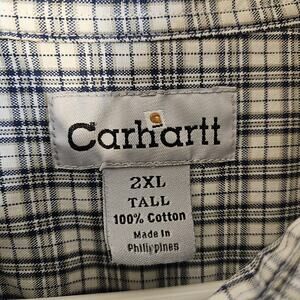 Carhartt
2XL
TALL
100% Cotton
Made in
Philippines